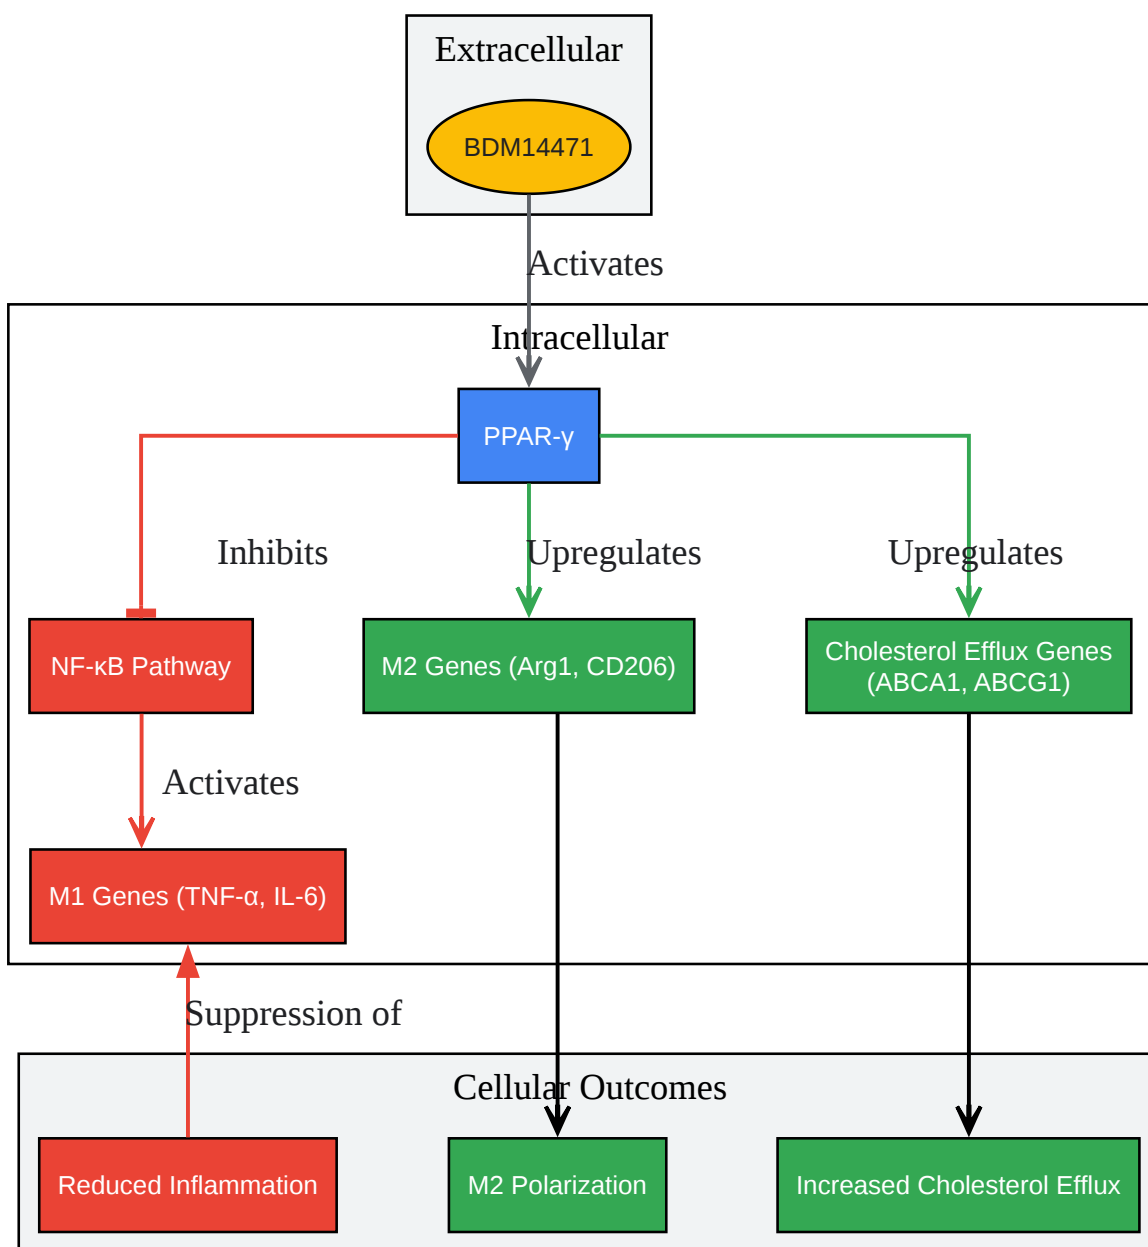 Extracellular
BDM14471
Activates
Intracellular
PPAR-γ
Inhibits
Upregulates
Upregulates
NF-κB Pathway
M2 Genes (Arg1, CD206)
Cholesterol Efflux Genes
(ABCA1, ABCG1)
Activates
M1 Genes (TNF-α, IL-6)
Suppression of
Cellular Outcomes
Reduced Inflammation
M2 Polarization
Increased Cholesterol Efflux